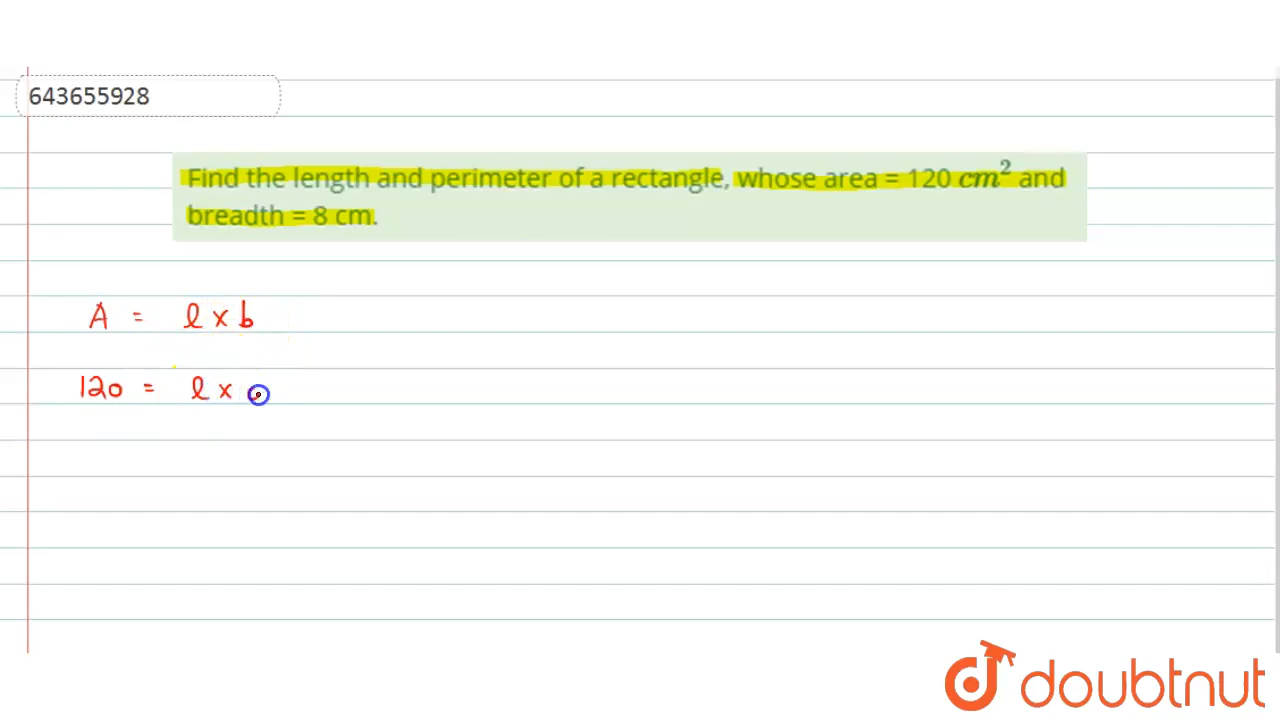 643655928
Find the length and perimeter of a rectangle, whose area = 120 cm² and
breadth = 8 cm.
A = l × b
120 = l ×
doubtnut